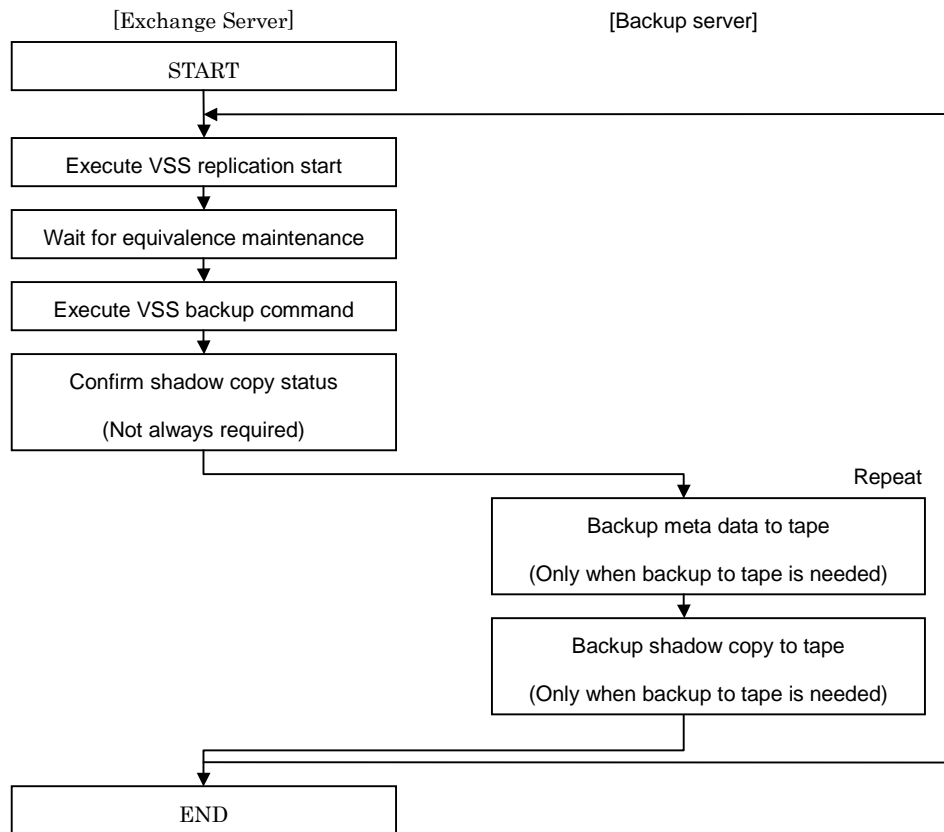 [Exchange Server]
[Backup server]
START
Execute VSS replication start
Wait for equivalence maintenance
Execute VSS backup command
Confirm shadow copy status
(Not always required)
Repeat
Backup meta data to tape
(Only when backup to tape is needed)
Backup shadow copy to tape
(Only when backup to tape is needed)
END